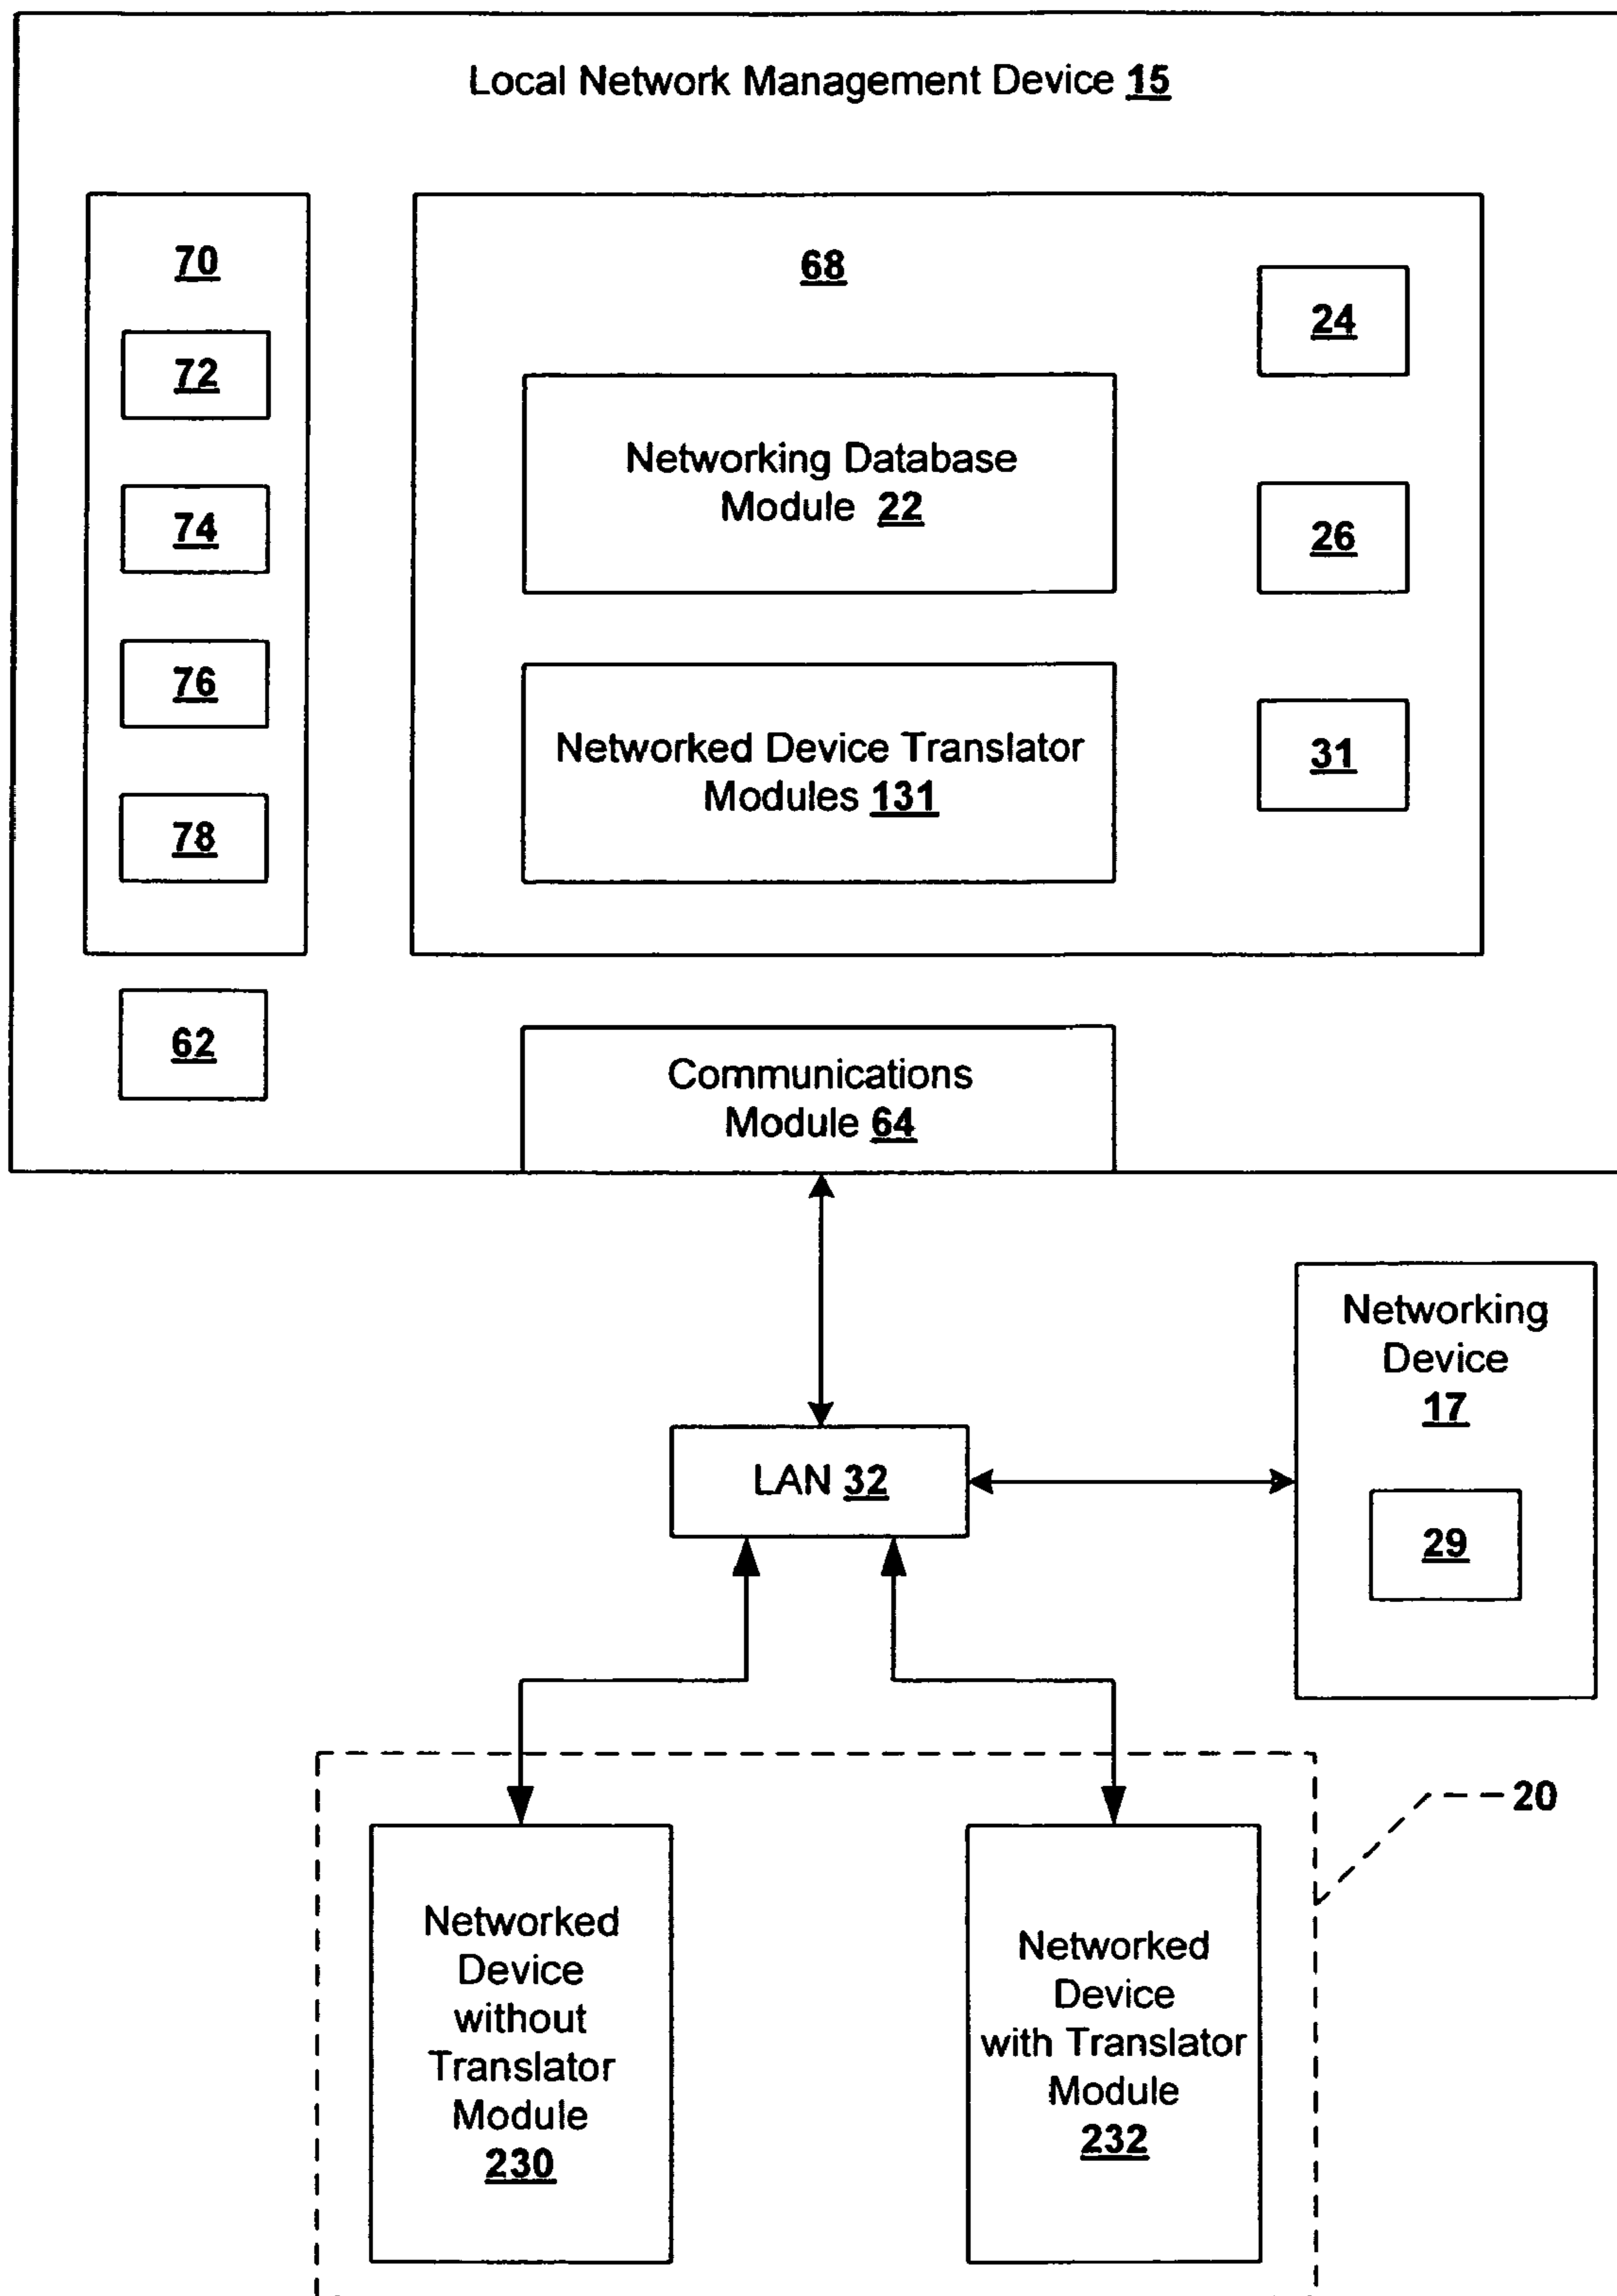 Local Network Management Device 15
70
72
74
76
78
62
68
Networking Database
Module 22
Networked Device Translator
Modules 131
24
26
31
Communications
Module 64
LAN 32
Networking
Device
17
29
20
Networked
Device
without
Translator
Module
230
Networked
Device
with Translator
Module
232